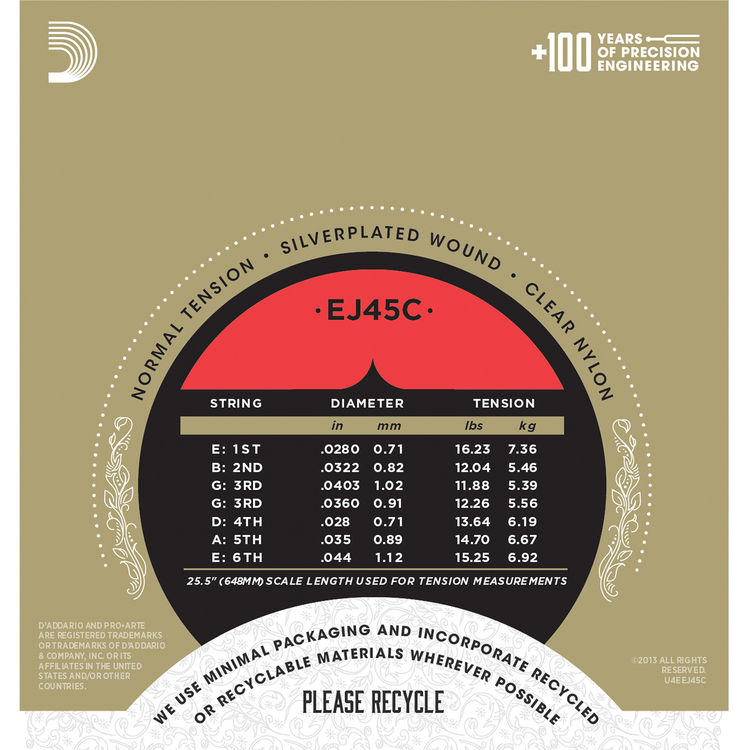 +100 YEARS
OF PRECISION
ENGINEERING
NORMAL TENSION • SILVERPLATED WOUND • CLEAR NYLON
·EJ45C·
STRING DIAMETER TENSION
in mm lbs kg
E: 1ST .0280 0.71 16.23 7.36
B: 2ND .0322 0.82 12.04 5.46
G: 3RD .0403 1.02 11.88 5.39
G: 3RD .0360 0.91 12.26 5.56
D: 4TH .028 0.71 13.64 6.19
A: 5TH .035 0.89 14.70 6.67
E: 6TH .044 1.12 15.25 6.92
25.5" (648MM) SCALE LENGTH USED FOR TENSION MEASUREMENTS
D'ADDARIO AND PRO•ARTE
ARE REGISTERED TRADEMARKS
OR TRADEMARKS OF D'ADDARIO
& COMPANY, INC. OR ITS
AFFILIATES IN THE UNITED
STATES AND/OR OTHER
COUNTRIES.
©2013 ALL RIGHTS
RESERVED.
U4EEJ45C
WE USE MINIMAL PACKAGING AND INCORPORATE RECYCLED
OR RECYCLABLE MATERIALS WHEREVER POSSIBLE
PLEASE RECYCLE